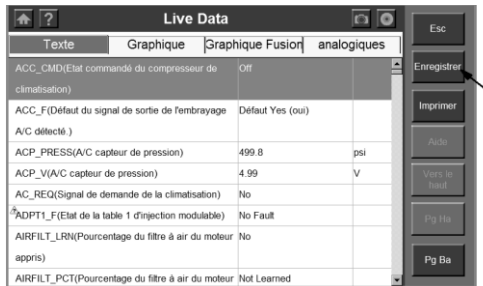 ?
Live Data
Esc
Texte Graphique Graphique Fusion analogiques
Enregistrer
ACC_CMD(Etat commandé du compresseur de Off
climatisation)
ACC_F(Défaut du signal de sortie de l'embrayage Défaut Yes (oui)
A/C détecté.)
Imprimer
Aide
ACP_PRESS(A/C capteur de pression) 499.8 psi
ACP_V(A/C capteur de pression) 4.99 V
Vers le
haut
AC_REQ(Signal de demande de la climatisation) No
ADPT1_F(Etat de la table 1 d'injection modulable) No Fault
Pg Ha
AIRFILT_LRN(Pourcentage du filtre à air du moteur No
appris)
Pg Ba
AIRFILT_PCT(Pourcentage du filtre à air du moteur Not Learned